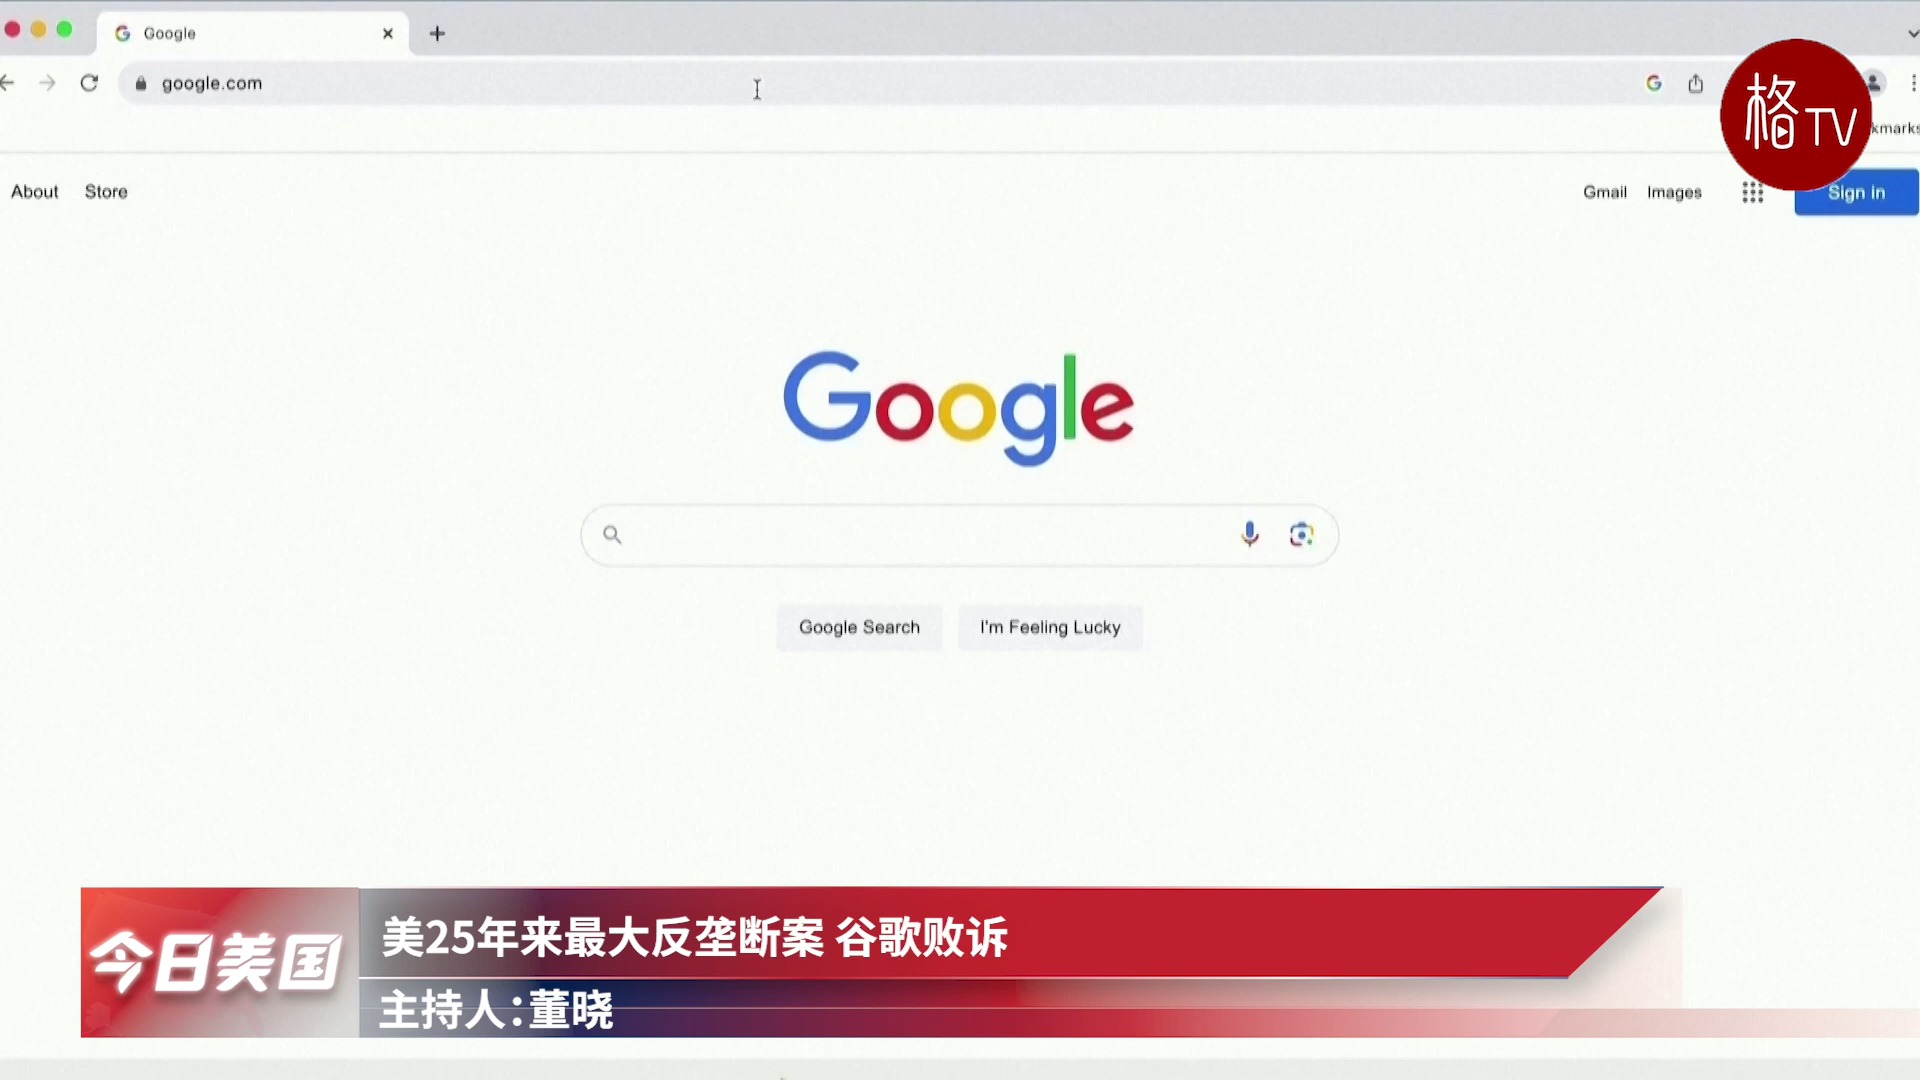 Google
google.com
格TV
kmarks
About Store
Gmail Images
Sign in
Google
Google Search
I'm Feeling Lucky
今日美国
美25年来最大反垄断案 谷歌败诉
主持人：董晓